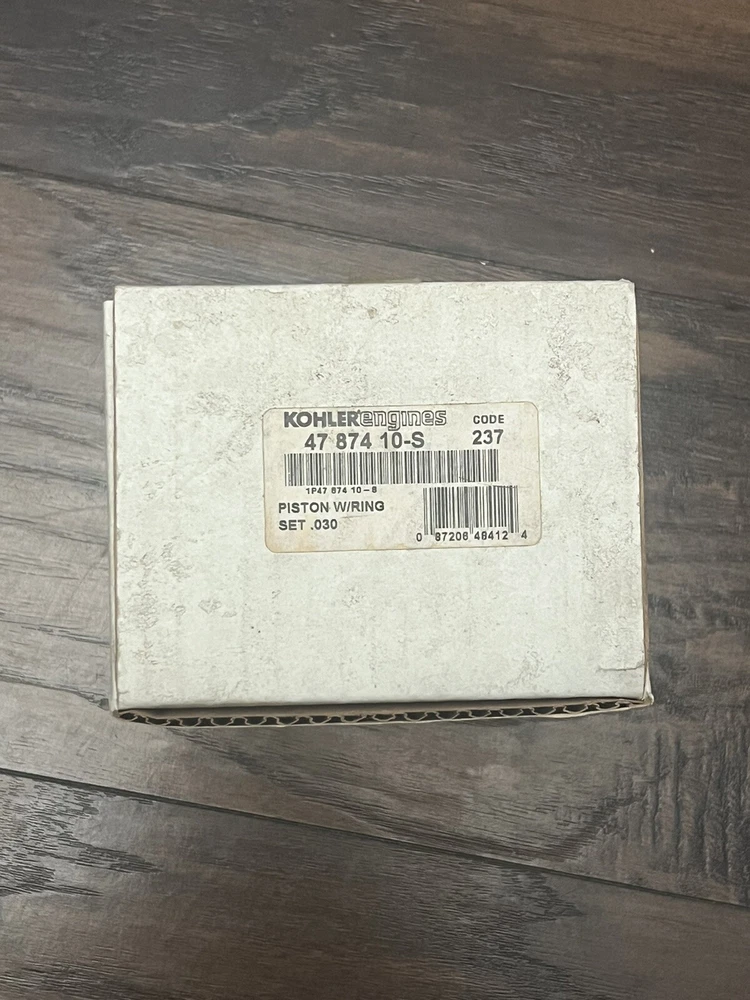 KOHLERengines CODE
47 874 10-S 237
1P47 874 10-S
PISTON W/RING
SET .030
0 87206 48412 4